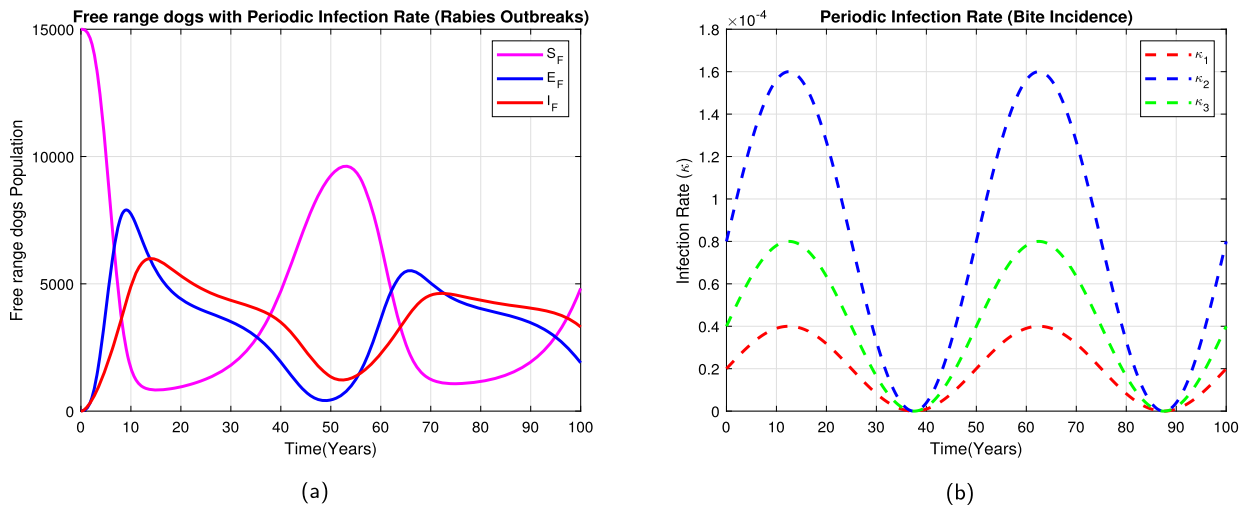 Free range dogs with Periodic Infection Rate (Rabies Outbreaks)
15000
10000
5000
0
Free range dogs Population
S_F
E_F
I_F
0 10 20 30 40 50 60 70 80 90 100
Time(Years)
(a)
Periodic Infection Rate (Bite Incidence)
×10^-4
1.8
1.6
1.4
1.2
1
0.8
0.6
0.4
0.2
0
Infection Rate (κ)
κ_1
κ_2
κ_3
0 10 20 30 40 50 60 70 80 90 100
Time(Years)
(b)